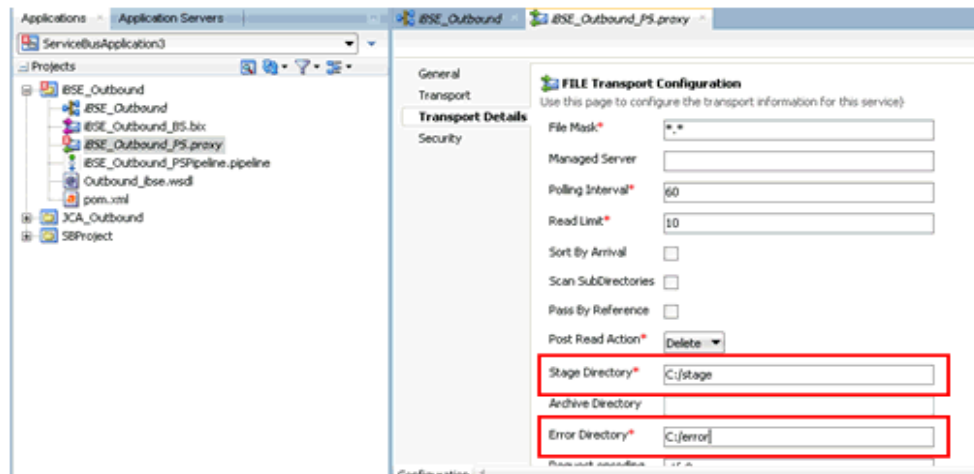 Applications
Application Servers
ServiceBusApplication3
Projects
iBSE_Outbound
iBSE_Outbound
iBSE_Outbound_BS.bix
iBSE_Outbound_PS.proxy
iBSE_Outbound_PSPipeline.pipeline
Outbound_ibse.wsdl
pom.xml
JCA_Outbound
SBProject
iBSE_Outbound
iBSE_Outbound_PS.proxy
General
Transport
Transport Details
Security
FILE Transport Configuration
Use this page to configure the transport information for this service}
File Mask* *.*
Managed Server
Polling Interval* 60
Read Limit* 10
Sort By Arrival
Scan SubDirectories
Pass By Reference
Post Read Action* Delete
Stage Directory* C:/stage
Archive Directory
Error Directory* C:/error
Request encoding
Configuration